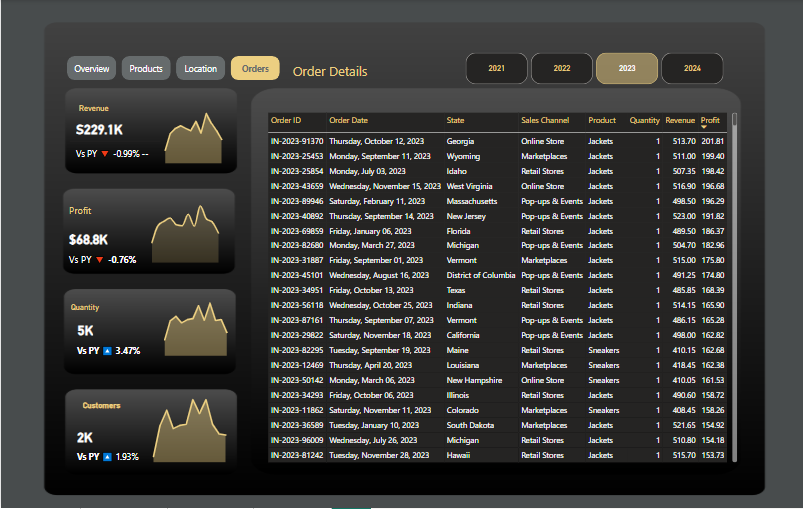 Overview Products Location Orders Order Details 2021 2022 2023 2024
Revenue
$229.1K
Vs PY ▼ -0.99% --
Profit
$68.8K
Vs PY ▼ -0.76%
Quantity
5K
Vs PY 🔼 3.47%
Customers
2K
Vs PY 🔼 1.93%
Order ID Order Date State Sales Channel Product Quantity Revenue Profit
IN-2023-91370 Thursday, October 12, 2023 Georgia Online Store Jackets 1 513.70 201.81
IN-2023-25453 Monday, September 11, 2023 Wyoming Marketplaces Jackets 1 511.00 199.40
IN-2023-25854 Monday, July 03, 2023 Idaho Retail Stores Jackets 1 507.35 198.42
IN-2023-43659 Wednesday, November 15, 2023 West Virginia Online Store Jackets 1 516.90 196.68
IN-2023-89946 Saturday, February 11, 2023 Massachusetts Pop-ups & Events Jackets 1 498.50 196.29
IN-2023-40892 Thursday, September 14, 2023 New Jersey Pop-ups & Events Jackets 1 523.00 191.82
IN-2023-69859 Friday, January 06, 2023 Florida Retail Stores Jackets 1 489.50 186.37
IN-2023-82680 Monday, March 27, 2023 Michigan Pop-ups & Events Jackets 1 504.70 182.96
IN-2023-31887 Friday, September 01, 2023 Vermont Marketplaces Jackets 1 515.00 175.80
IN-2023-45101 Wednesday, August 16, 2023 District of Columbia Pop-ups & Events Jackets 1 491.25 174.80
IN-2023-34951 Friday, October 13, 2023 Texas Retail Stores Jackets 1 485.85 168.39
IN-2023-56118 Wednesday, October 25, 2023 Indiana Retail Stores Jackets 1 514.15 165.90
IN-2023-87161 Thursday, September 07, 2023 Vermont Pop-ups & Events Jackets 1 486.15 165.28
IN-2023-29822 Saturday, November 18, 2023 California Pop-ups & Events Jackets 1 498.00 162.82
IN-2023-82295 Tuesday, September 19, 2023 Maine Retail Stores Sneakers 1 410.15 162.68
IN-2023-12469 Thursday, April 20, 2023 Louisiana Marketplaces Sneakers 1 418.45 162.38
IN-2023-50142 Monday, March 06, 2023 New Hampshire Online Store Sneakers 1 410.05 161.53
IN-2023-34293 Friday, October 06, 2023 Illinois Retail Stores Jackets 1 490.60 158.72
IN-2023-11862 Saturday, November 11, 2023 Colorado Marketplaces Sneakers 1 408.45 158.26
IN-2023-36589 Tuesday, January 10, 2023 South Dakota Marketplaces Jackets 1 521.65 154.92
IN-2023-96009 Wednesday, July 26, 2023 Michigan Retail Stores Jackets 1 510.80 154.18
IN-2023-81242 Tuesday, November 28, 2023 Hawaii Retail Stores Jackets 1 515.70 153.73